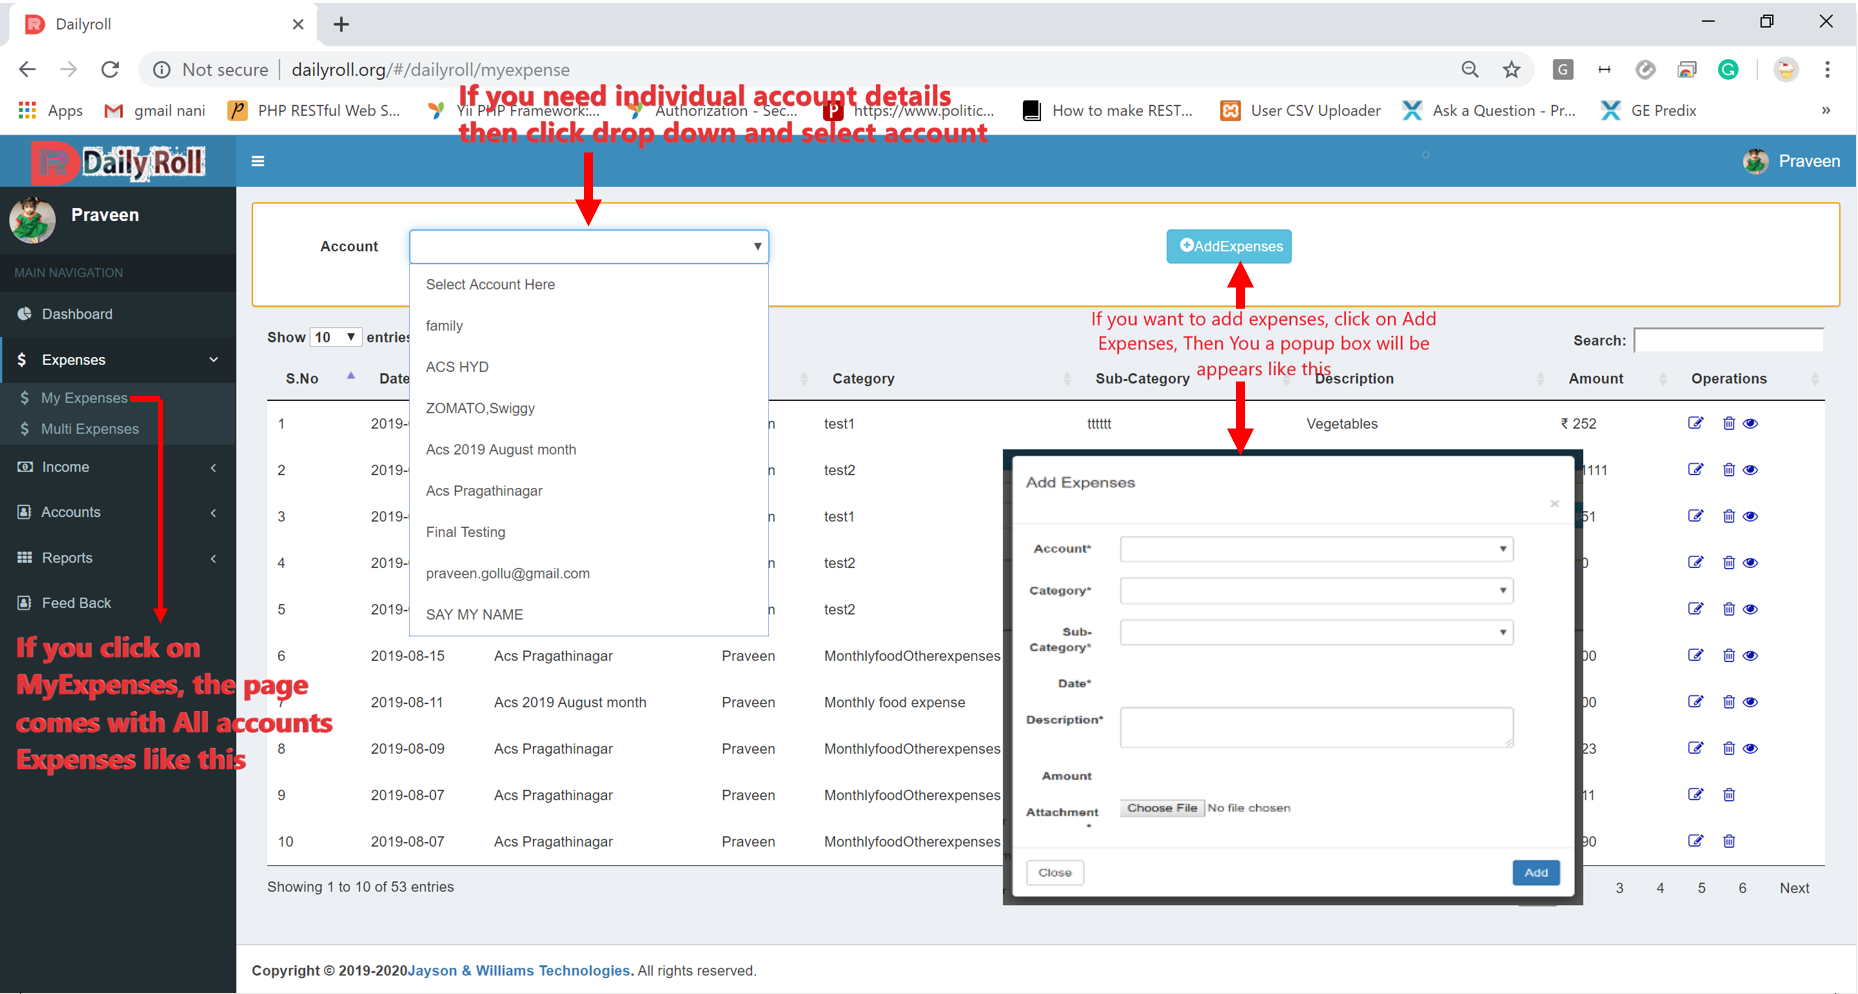 Dailyroll
Not secure
dailyroll.org/#/dailyroll/myexpense
Apps
gmail nani
PHP RESTful Web S...
Yii PHP Framework:...
Authorization - Sec...
https://www.politic...
How to make REST...
User CSV Uploader
Ask a Question - Pr...
GE Predix
»
If you need individual account details
then click drop down and select account
Daily Roll
Praveen
Praveen
MAIN NAVIGATION
Dashboard
Expenses
My Expenses
Multi Expenses
Income
Accounts
Reports
Feed Back
If you click on
MyExpenses, the page
comes with All accounts
Expenses like this
Account
Select Account Here
family
ACS HYD
ZOMATO,Swiggy
Acs 2019 August month
Acs Pragathinagar
Final Testing
praveen.gollu@gmail.com
SAY MY NAME
AddExpenses
If you want to add expenses, click on Add
Expenses, Then You a popup box will be
appears like this
Show 10 entries
Search:
S.No Date Category Sub-Category Description Amount Operations
1 2019- n test1 tttttt Vegetables ₹ 252
2 2019- n test2 1111
3 2019- n test1 51
4 2019- n test2 0
5 2019- test2
6 2019-08-15 Acs Pragathinagar Praveen MonthlyfoodOtherexpenses 00
7 2019-08-11 Acs 2019 August month Praveen Monthly food expense 00
8 2019-08-09 Acs Pragathinagar Praveen MonthlyfoodOtherexpenses 23
9 2019-08-07 Acs Pragathinagar Praveen MonthlyfoodOtherexpenses 11
10 2019-08-07 Acs Pragathinagar Praveen MonthlyfoodOtherexpenses 90
Add Expenses
×
Account*
Category*
Sub-
Category*
Date*
Description*
Amount
Attachment
*
Choose File No file chosen
Close
Add
Showing 1 to 10 of 53 entries
3 4 5 6 Next
Copyright © 2019-2020Jayson & Williams Technologies. All rights reserved.